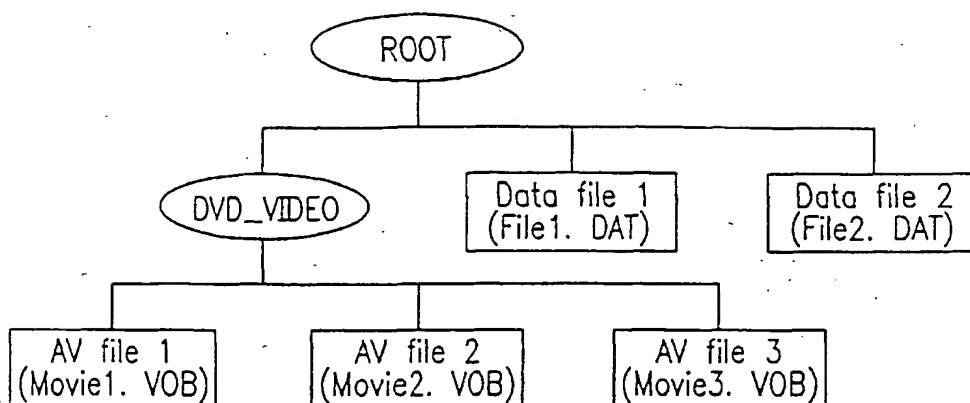 ROOT
DVD_VIDEO
Data file 1
(File1. DAT)
Data file 2
(File2. DAT)
AV file 1
(Movie1. VOB)
AV file 2
(Movie2. VOB)
AV file 3
(Movie3. VOB)